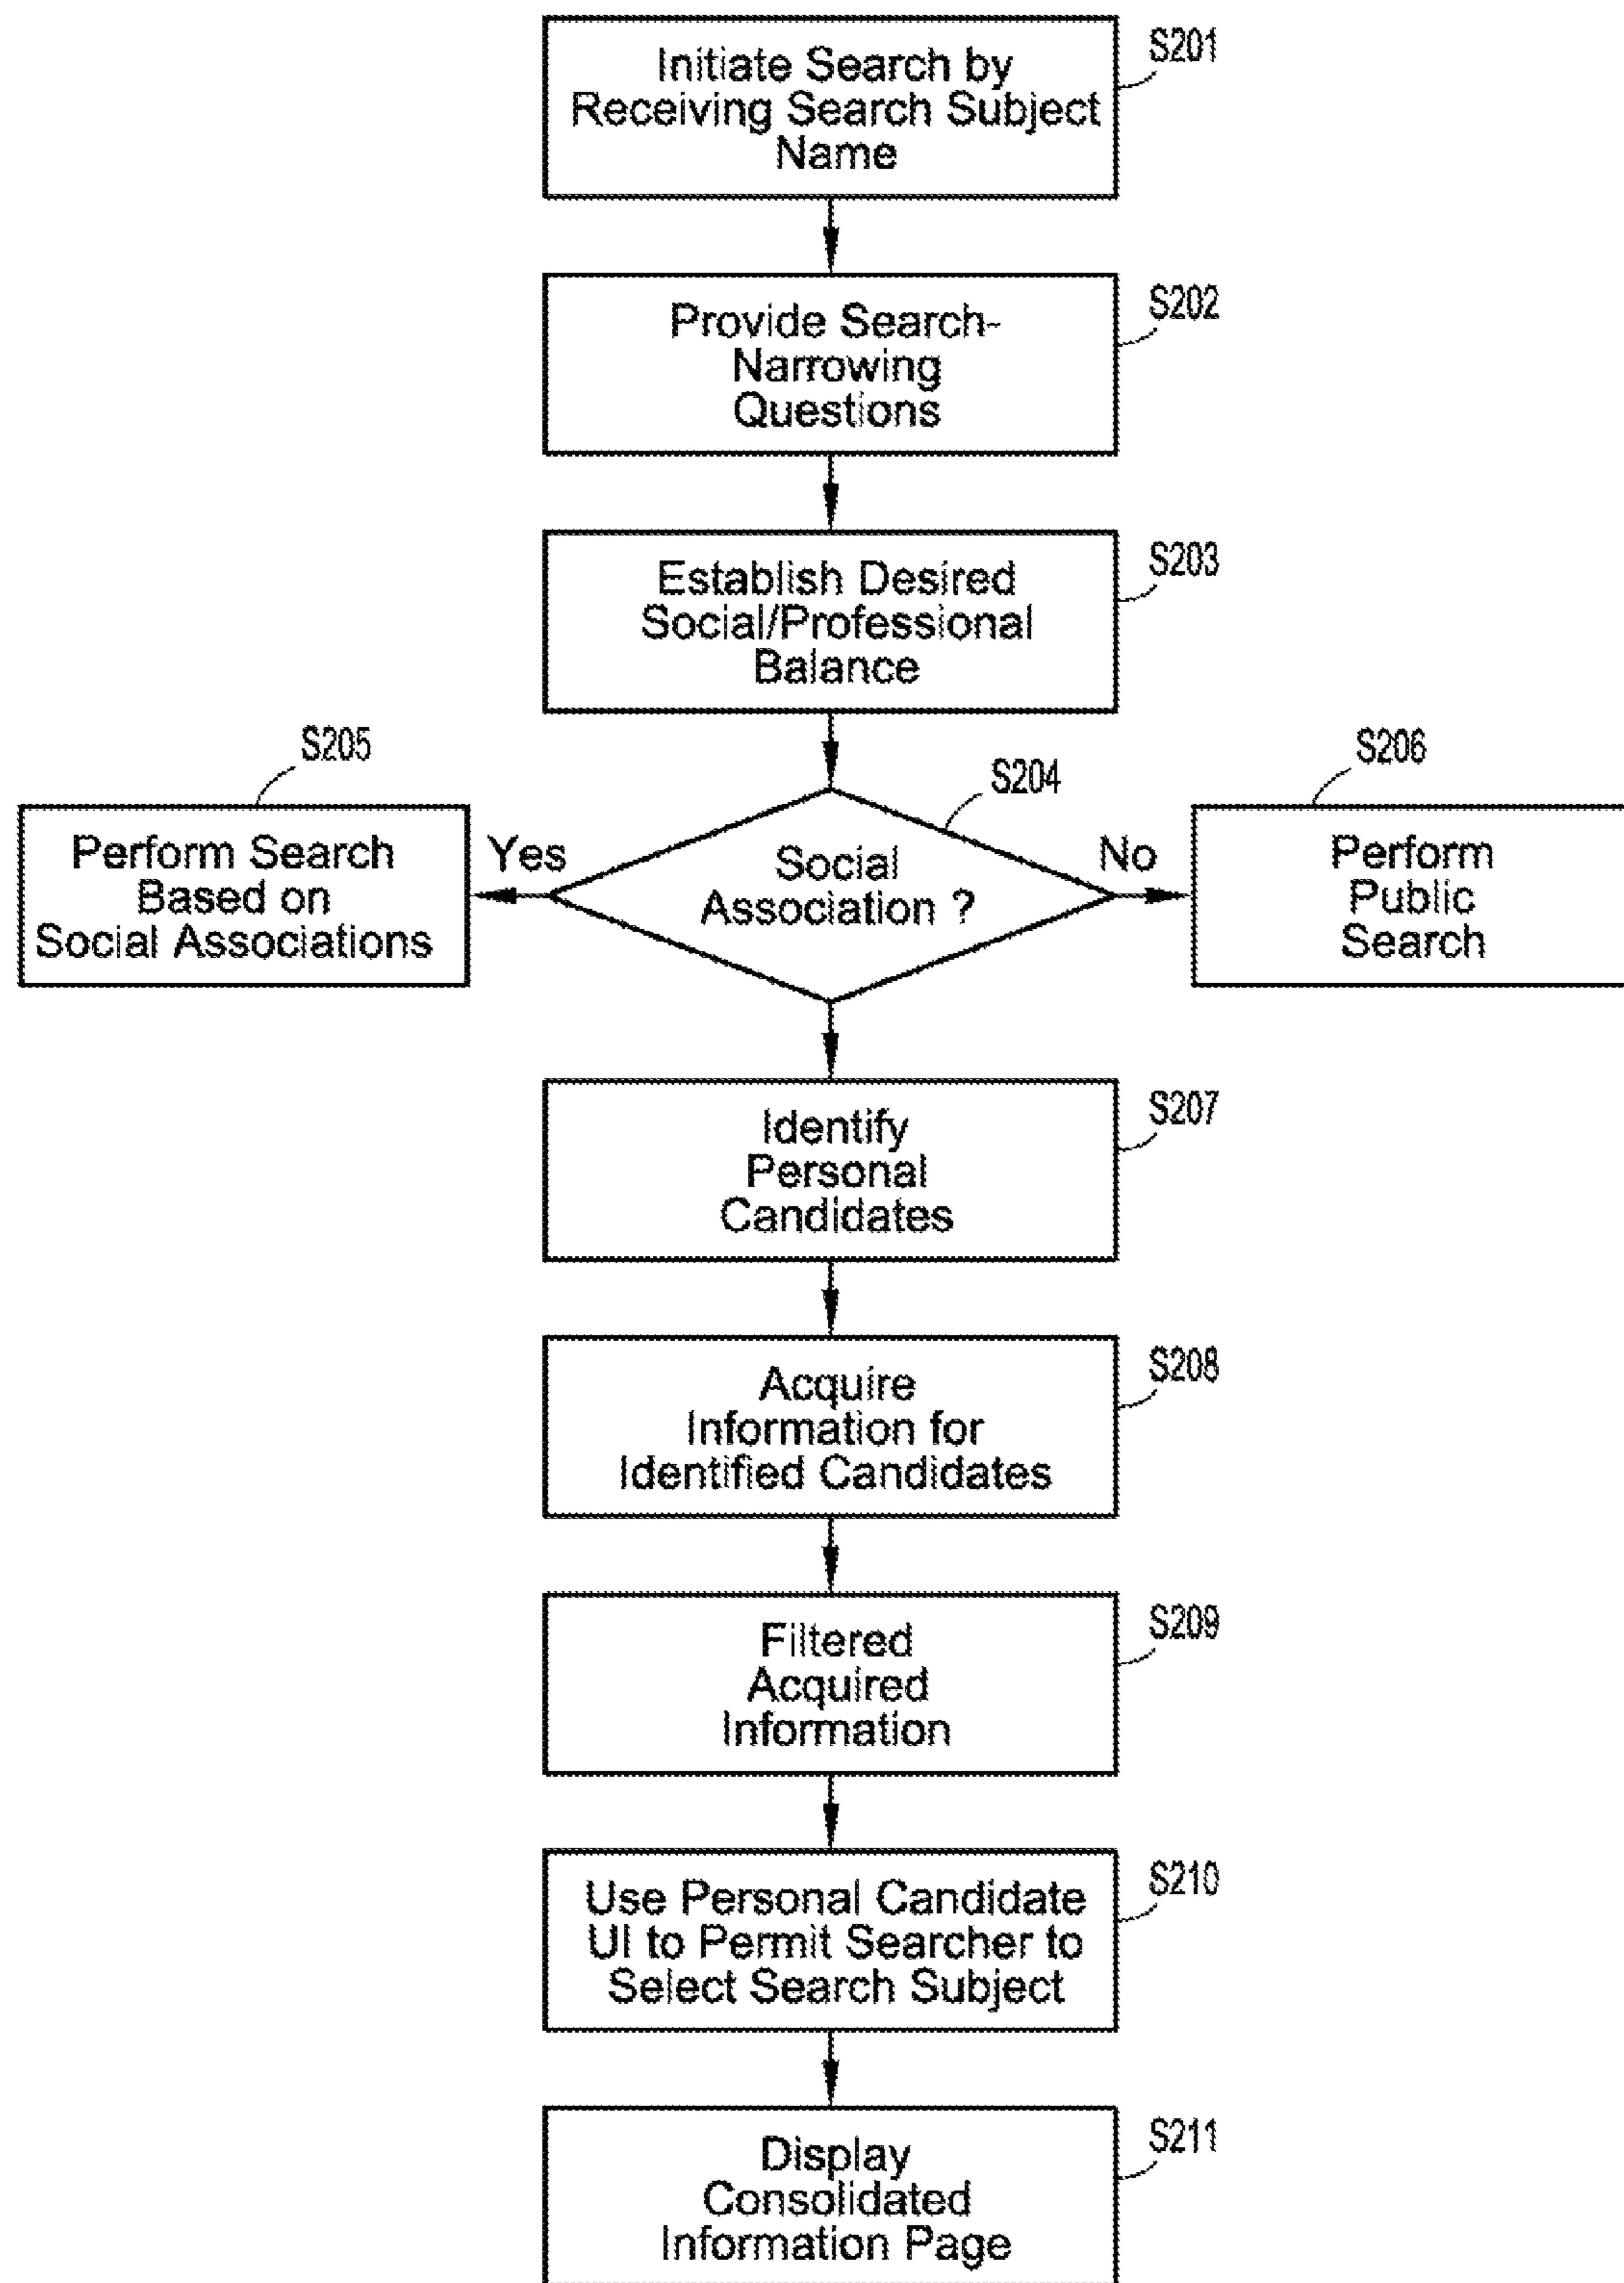 S201
Initiate Search by
Receiving Search Subject
Name
S202
Provide Search-
Narrowing
Questions
S203
Establish Desired
Social/Professional
Balance
S204
Social
Association ?
Yes
No
S205
Perform Search
Based on
Social Associations
S206
Perform
Public
Search
S207
Identify
Personal
Candidates
S208
Acquire
Information for
Identified Candidates
S209
Filtered
Acquired
Information
S210
Use Personal Candidate
UI to Permit Searcher to
Select Search Subject
S211
Display
Consolidated
Information Page